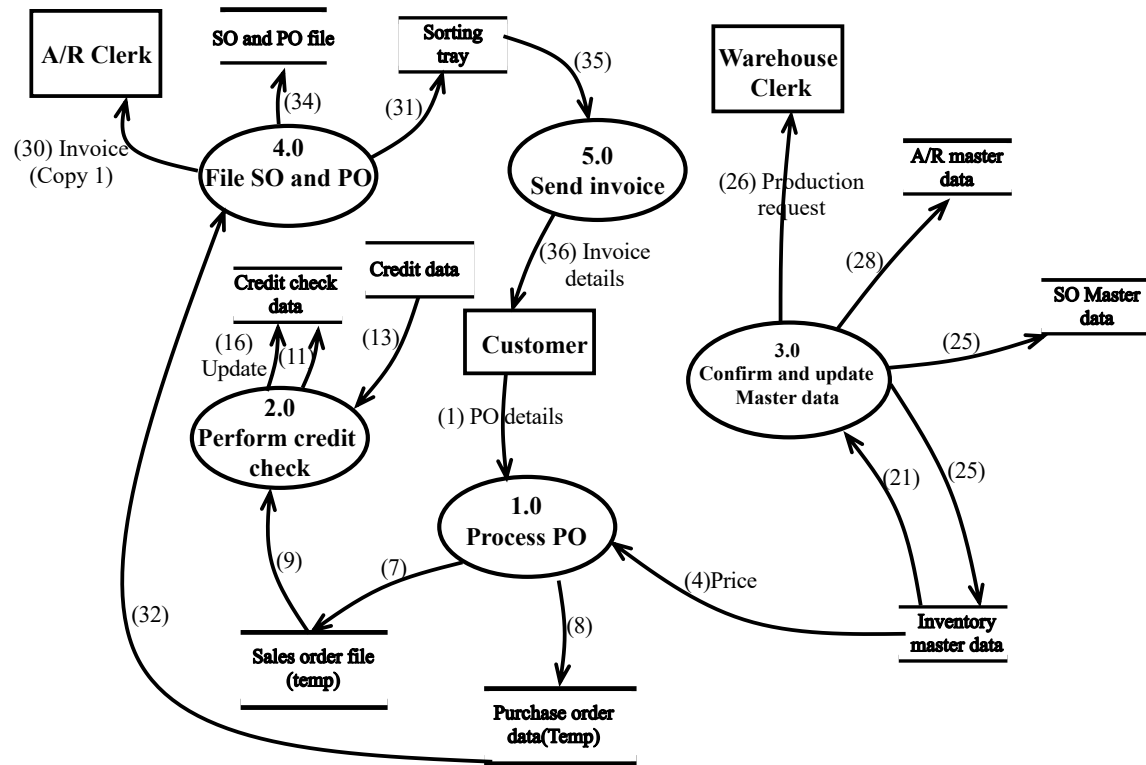 A/R Clerk
SO and PO file
Sorting
tray
(35)
Warehouse
Clerk
(34)
(31)
(30) Invoice
(Copy 1)
4.0
File SO and PO
5.0
Send invoice
A/R master
data
(26) Production
request
(36) Invoice
details
(28)
Credit check
data
Credit data
SO Master
data
(16)
Update
(11)
(13)
Customer
3.0
Confirm and update
Master data
(25)
2.0
Perform credit
check
(1) PO details
(21)
(25)
1.0
Process PO
(9)
(7)
(4)Price
(32)
(8)
Inventory
master data
Sales order file
(temp)
Purchase order
data(Temp)